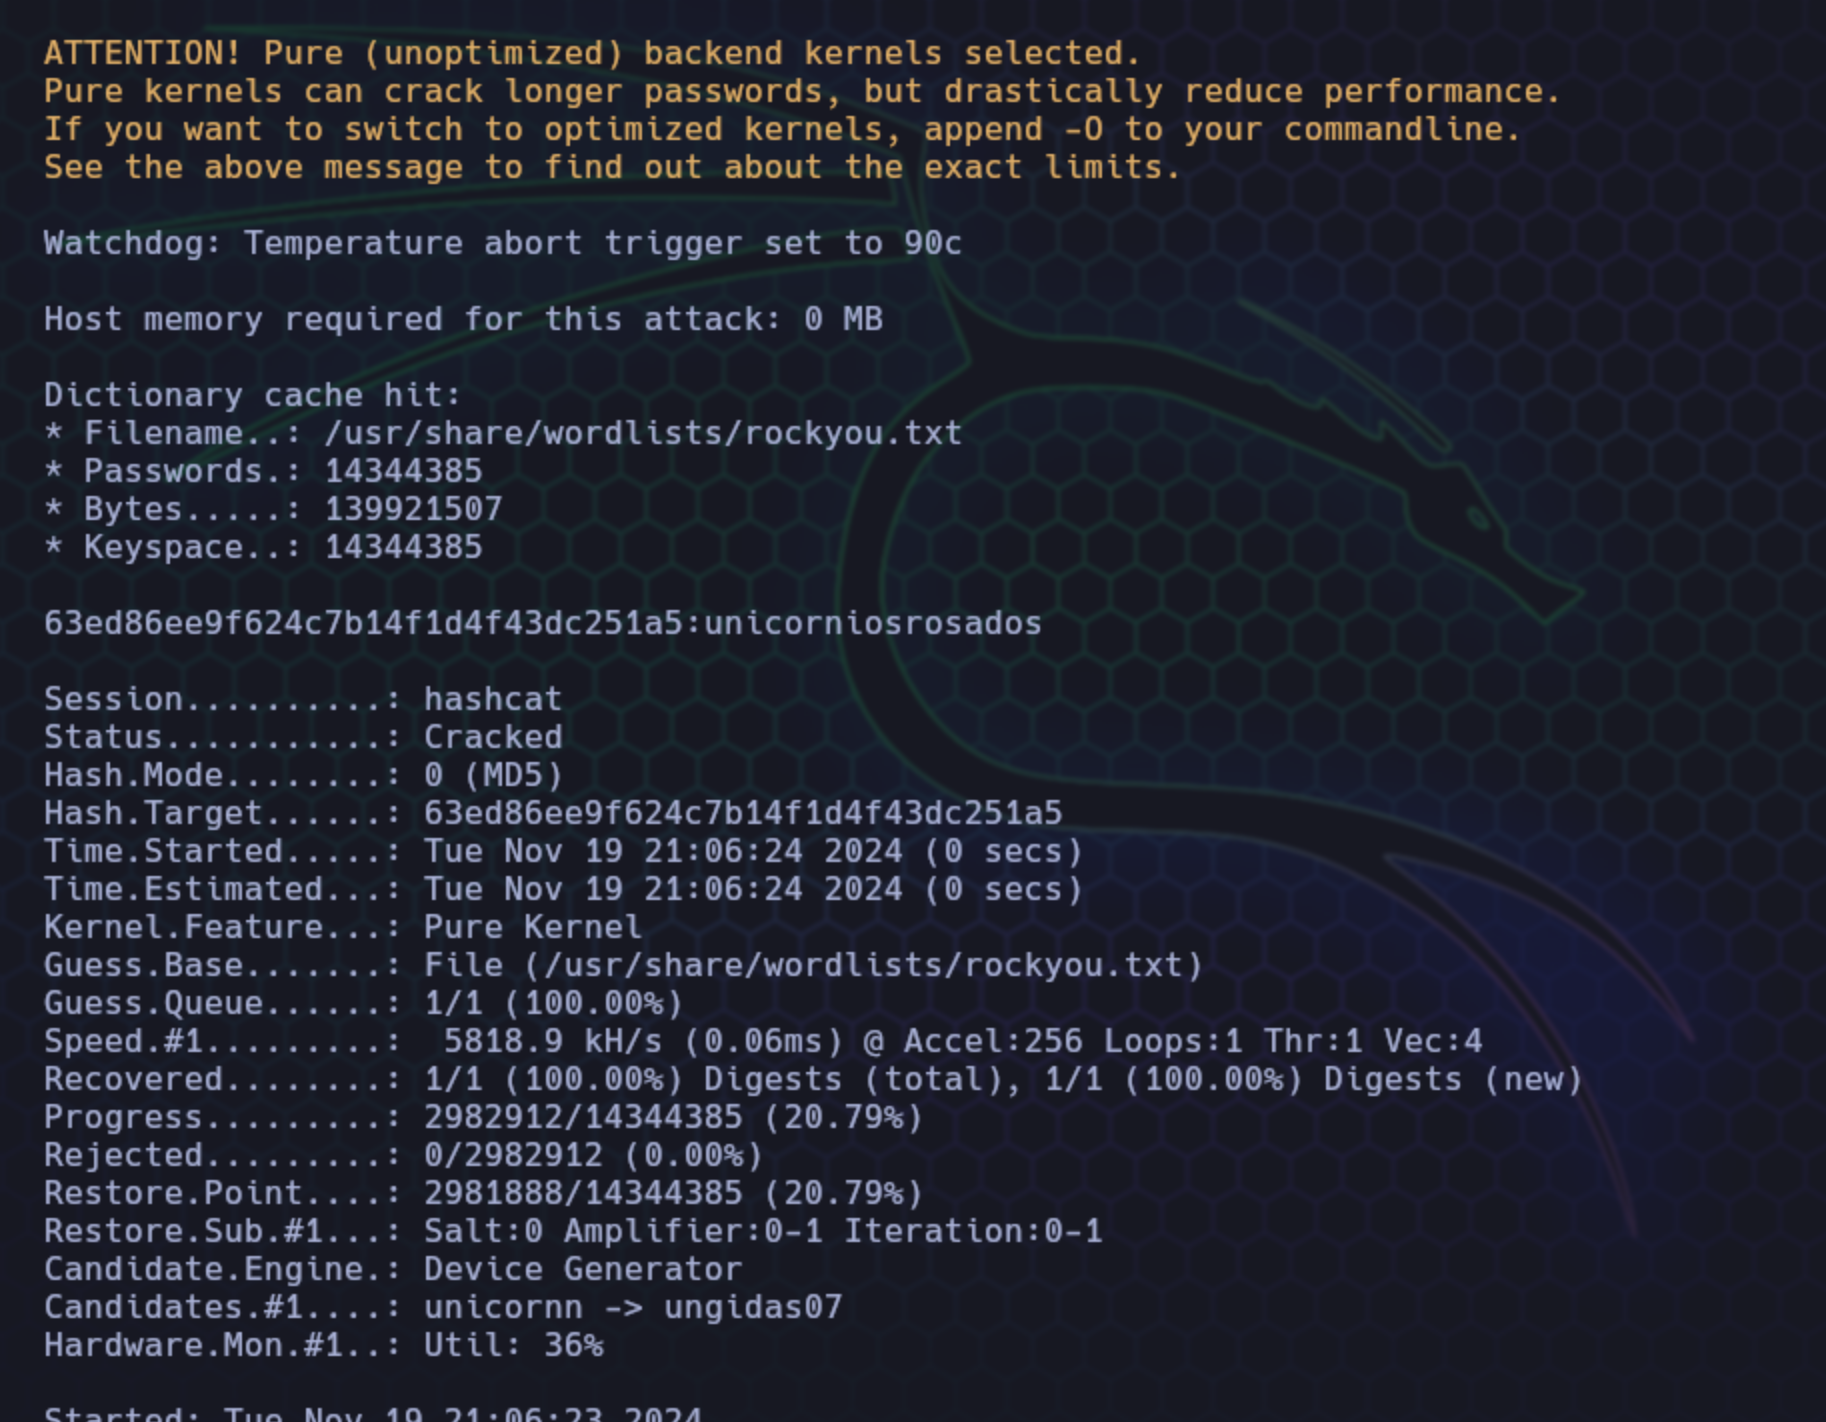 ATTENTION! Pure (unoptimized) backend kernels selected.
Pure kernels can crack longer passwords, but drastically reduce performance.
If you want to switch to optimized kernels, append -O to your commandline.
See the above message to find out about the exact limits.
Watchdog: Temperature abort trigger set to 90c
Host memory required for this attack: 0 MB
Dictionary cache hit:
* Filename..: /usr/share/wordlists/rockyou.txt
* Passwords.: 14344385
* Bytes.....: 139921507
* Keyspace..: 14344385
63ed86ee9f624c7b14f1d4f43dc251a5:unicorniosrosados
Session..........: hashcat
Status...........: Cracked
Hash.Mode........: 0 (MD5)
Hash.Target......: 63ed86ee9f624c7b14f1d4f43dc251a5
Time.Started.....: Tue Nov 19 21:06:24 2024 (0 secs)
Time.Estimated...: Tue Nov 19 21:06:24 2024 (0 secs)
Kernel.Feature...: Pure Kernel
Guess.Base.......: File (/usr/share/wordlists/rockyou.txt)
Guess.Queue......: 1/1 (100.00%)
Speed.#1.........:  5818.9 kH/s (0.06ms) @ Accel:256 Loops:1 Thr:1 Vec:4
Recovered........: 1/1 (100.00%) Digests (total), 1/1 (100.00%) Digests (new)
Progress.........: 2982912/14344385 (20.79%)
Rejected.........: 0/2982912 (0.00%)
Restore.Point....: 2981888/14344385 (20.79%)
Restore.Sub.#1...: Salt:0 Amplifier:0-1 Iteration:0-1
Candidate.Engine.: Device Generator
Candidates.#1....: unicornn -> ungidas07
Hardware.Mon.#1..: Util: 36%
Started: Tue Nov 19 21:06:23 2024